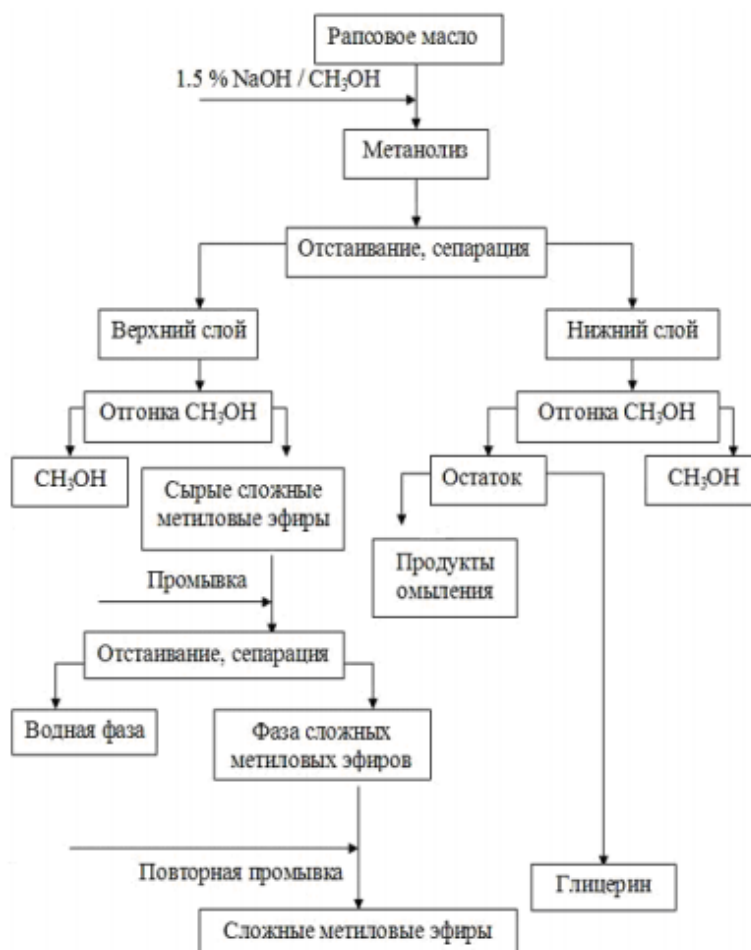 Рапсовое масло
1.5 % NaOH / CH₃OH
Метанолиз
Отстаивание, сепарация
Верхний слой
Нижний слой
Отгонка CH₃OH
Отгонка CH₃OH
CH₃OH
Сырые сложные
метиловые эфиры
Остаток
CH₃OH
Продукты
омыления
Промывка
Отстаивание, сепарация
Водная фаза
Фаза сложных
метиловых эфиров
Повторная промывка
Глицерин
Сложные метиловые эфиры